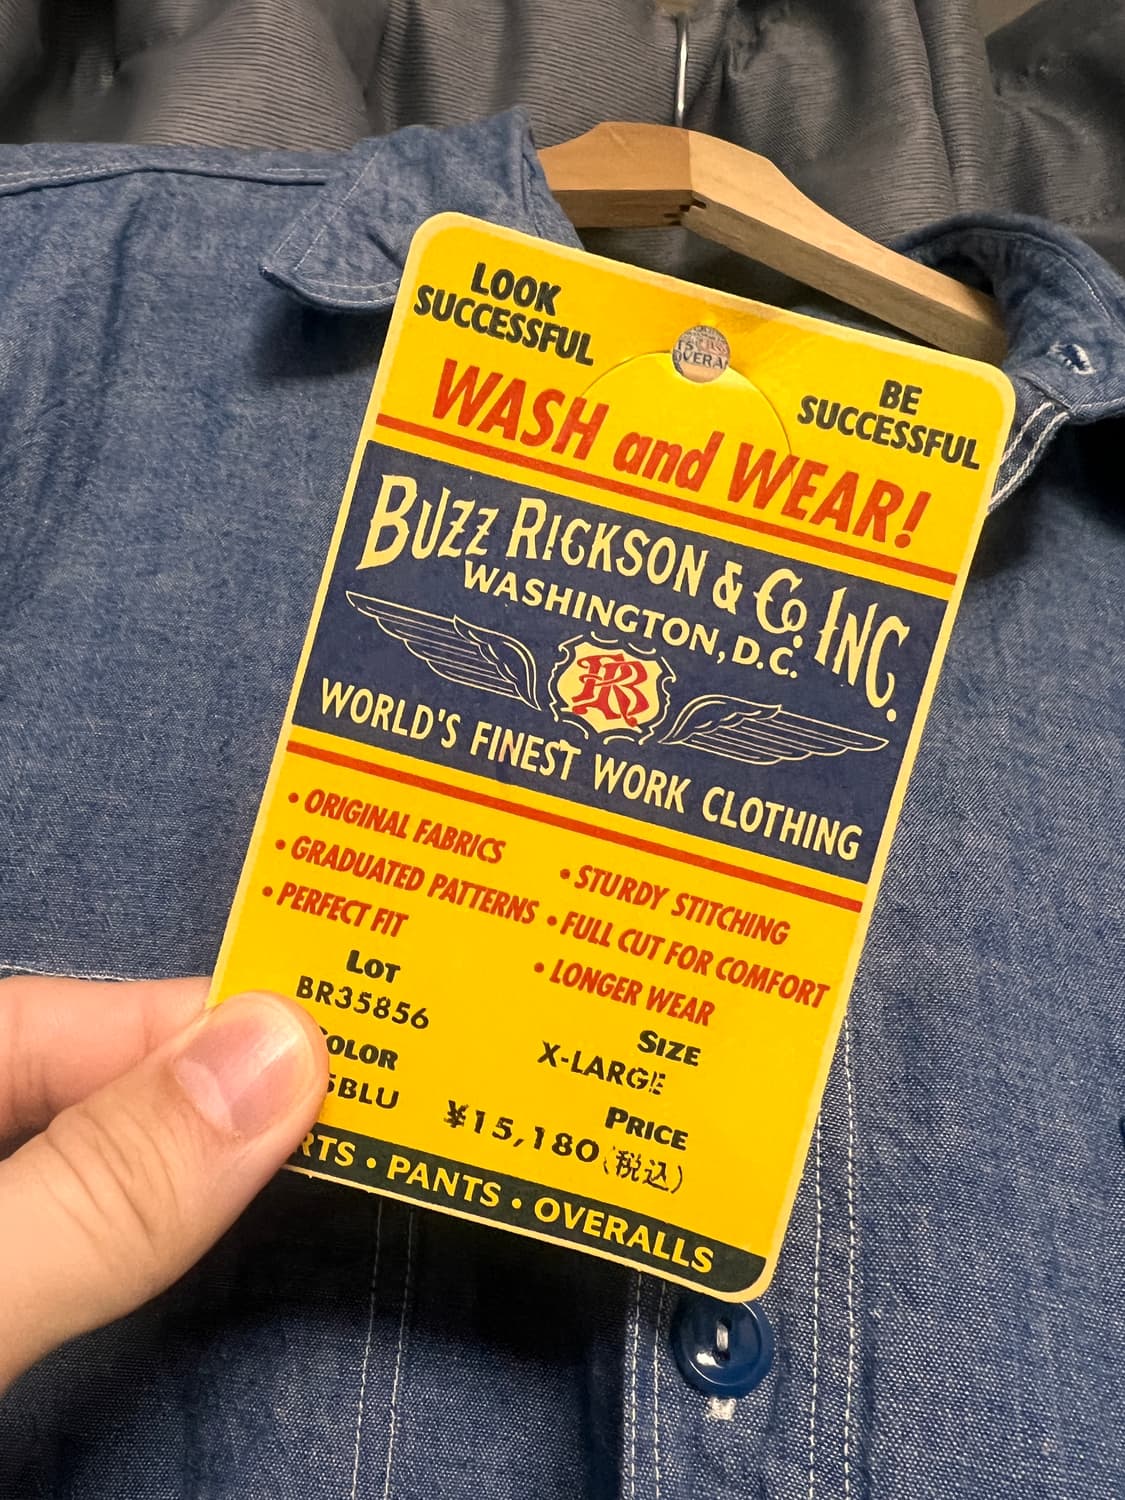 LOOK
SUCCESSFUL
BE
SUCCESSFUL
WASH and WEAR!
BUZZ RICKSON & Co. INC.
WASHINGTON, D.C.
BR
WORLD'S FINEST WORK CLOTHING
• ORIGINAL FABRICS
• GRADUATED PATTERNS
• PERFECT FIT
• STURDY STITCHING
• FULL CUT FOR COMFORT
• LONGER WEAR
LOT
BR35856
SIZE
X-LARGE
PRICE
¥15,180(税込)
• PANTS • OVERALLS